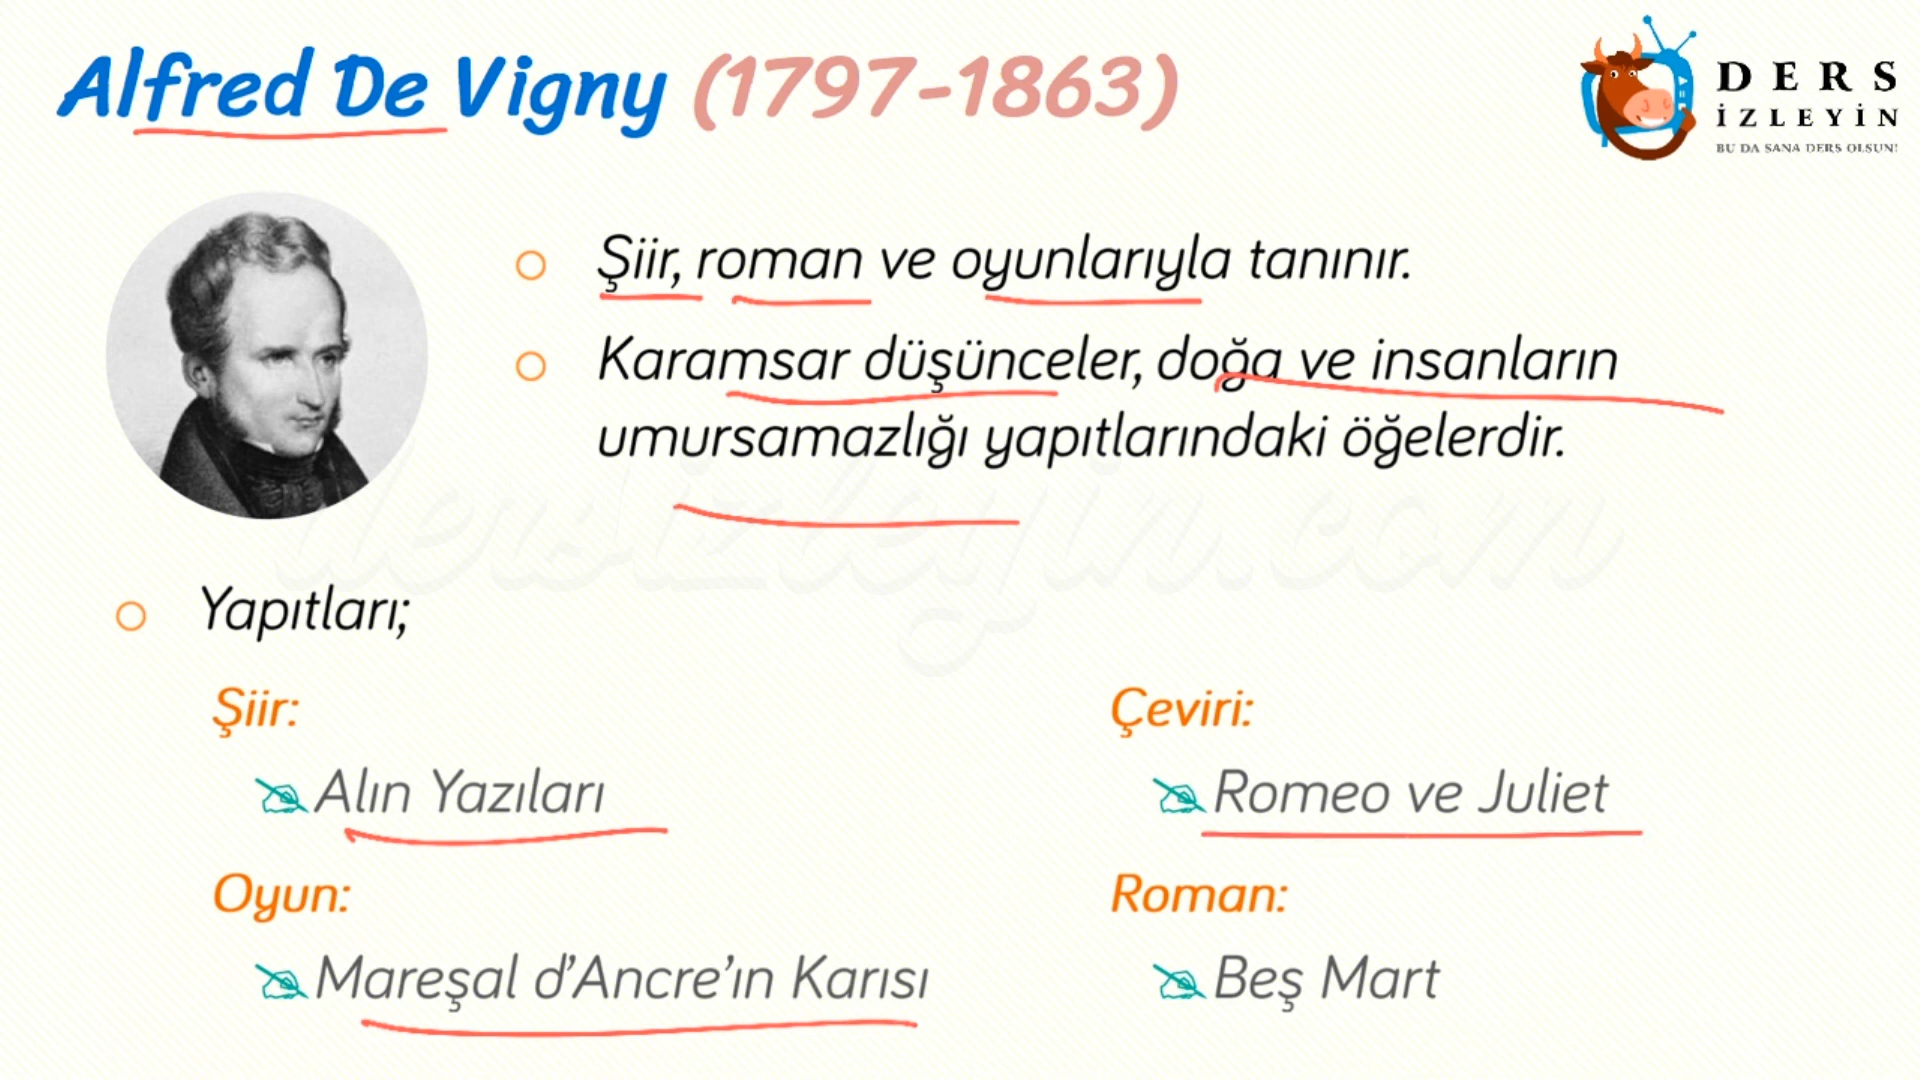 Alfred De Vigny (1797-1863)
DERS
İZLEYİN
BU DA SANA DERS OLSUN!
Şiir, roman ve oyunlarıyla tanınır.
Karamsar düşünceler, doğa ve insanların
umursamazlığı yapıtlarındaki öğelerdir.
dersizleyin.com
Yapıtları;
Şiir:
Alın Yazıları
Oyun:
Mareşal d’Ancre’ın Karısı
Çeviri:
Romeo ve Juliet
Roman:
Beş Mart